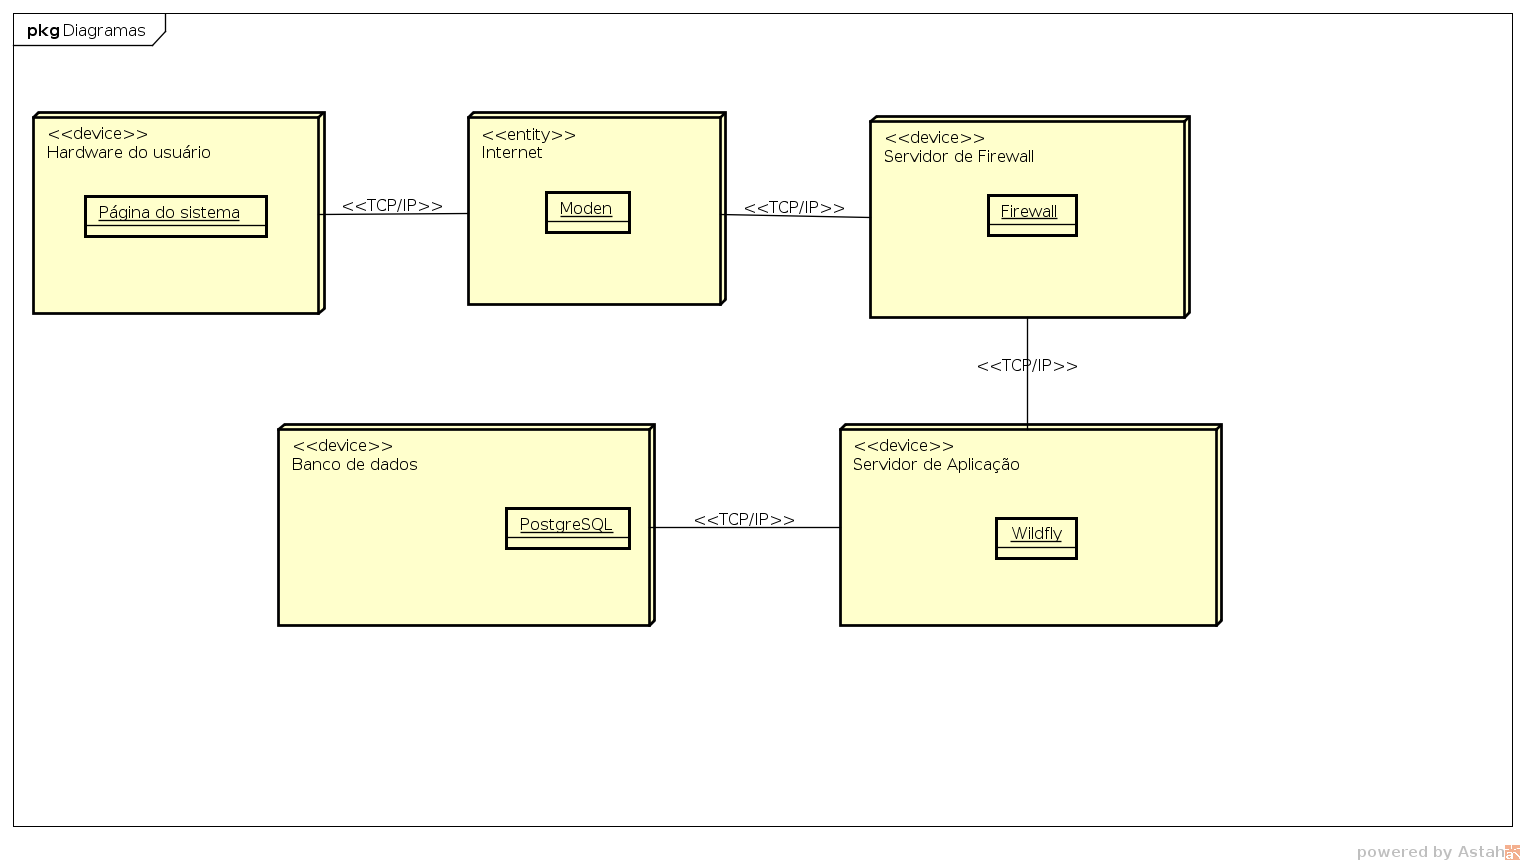 pkg Diagramas
<<device>>
Hardware do usuário
Página do sistema
<<TCP/IP>>
<<entity>>
Internet
Moden
<<TCP/IP>>
<<device>>
Servidor de Firewall
Firewall
<<TCP/IP>>
<<device>>
Banco de dados
PostgreSQL
<<TCP/IP>>
<<device>>
Servidor de Aplicação
Wildfly
powered by Astah